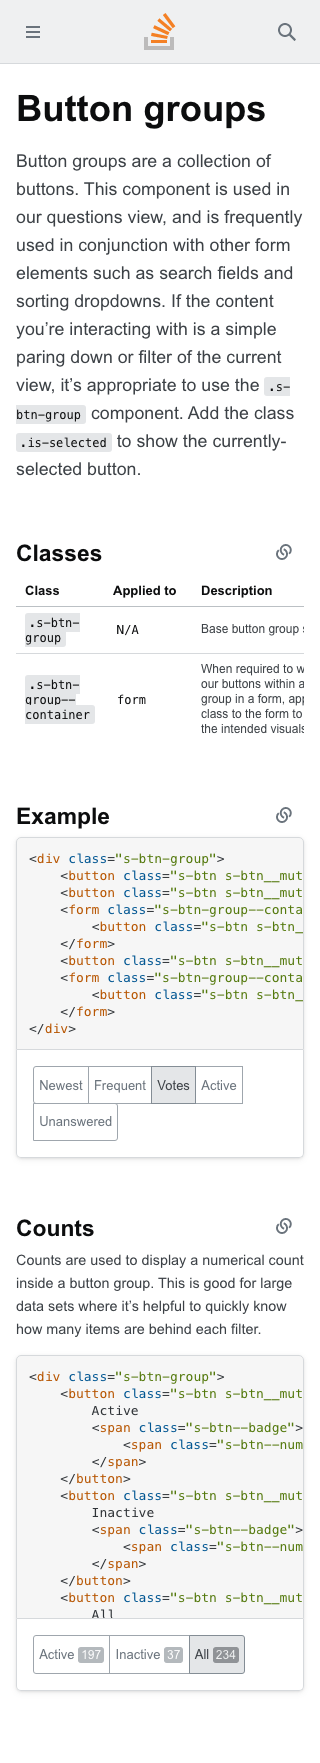 Button groups
Button groups are a collection of
buttons. This component is used in
our questions view, and is frequently
used in conjunction with other form
elements such as search fields and
sorting dropdowns. If the content
you’re interacting with is a simple
paring down or filter of the current
view, it’s appropriate to use the .s-
btn-group component. Add the class
.is-selected to show the currently-
selected button.
Classes
Class Applied to Description
.s-btn-
group N/A Base button group
.s-btn-
group--
container form
When required to w
our buttons within a
group in a form, app
class to the form to
the intended visuals
Example
<div class="s-btn-group">
<button class="s-btn s-btn__mut
<button class="s-btn s-btn__mut
<form class="s-btn-group--conta
<button class="s-btn s-btn_
</form>
<button class="s-btn s-btn__mut
<form class="s-btn-group--conta
<button class="s-btn s-btn_
</form>
</div>
Newest Frequent Votes Active
Unanswered
Counts
Counts are used to display a numerical count
inside a button group. This is good for large
data sets where it’s helpful to quickly know
how many items are behind each filter.
<div class="s-btn-group">
<button class="s-btn s-btn__mut
Active
<span class="s-btn--badge">
<span class="s-btn--num
</span>
</button>
<button class="s-btn s-btn__mut
Inactive
<span class="s-btn--badge">
<span class="s-btn--num
</span>
</button>
<button class="s-btn s-btn__mut
All
Active 197 Inactive 37 All 234